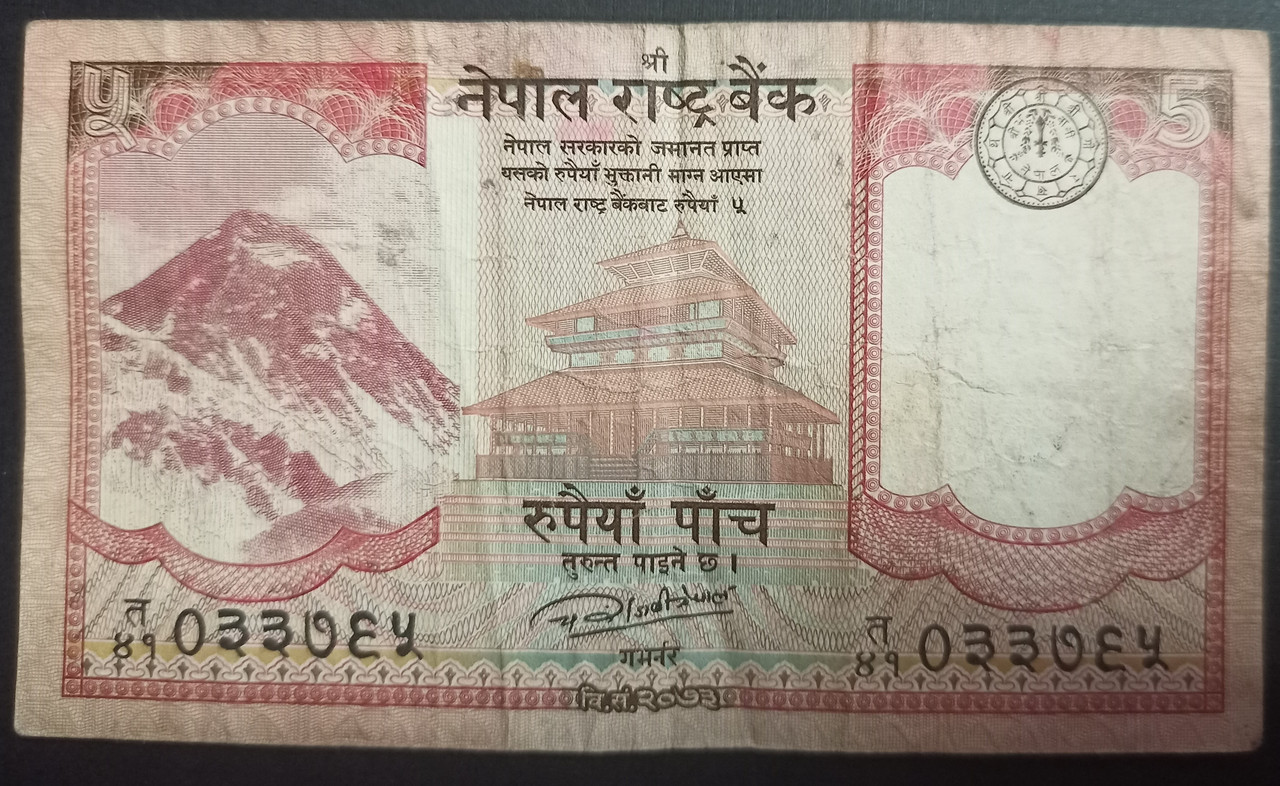 श्री
नेपाल राष्ट्र बैंक
५
5
नेपाल सरकारको जमानत प्राप्त
यसको रुपैयाँ भुक्तानी माग्न आएमा
नेपाल राष्ट्र बैंकबाट रुपैयाँ ५
रुपैयाँ पाँच
तुरुन्त पाइने छ ।
त
४१ ०३३७९५
त
४१ ०३३७९५
गभर्नर
वि.सं.२०७३